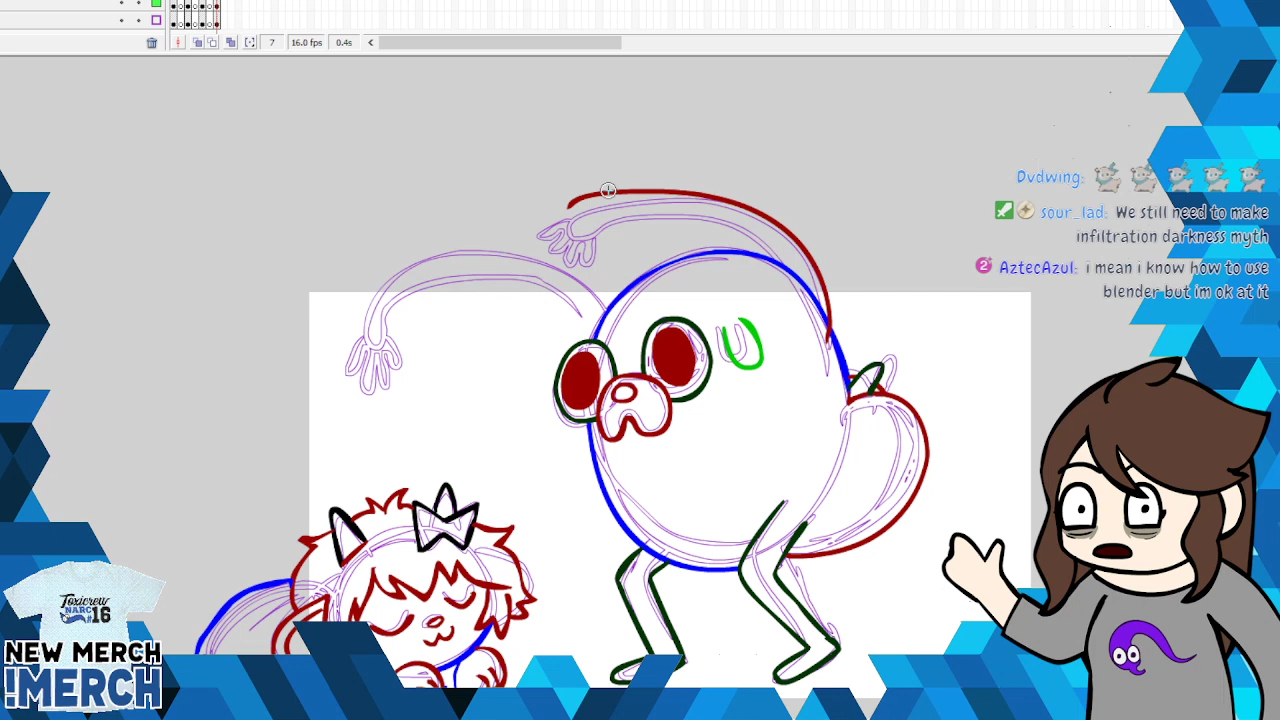 7 16.0 fps 0.4s
Dvdwing:
sour_lad: We still need to make
infiltration darkness myth
2 AztecAzul: i mean i know how to use
blender but im ok at it
Toxicrew
NARC
#16
NEW MERCH
!MERCH